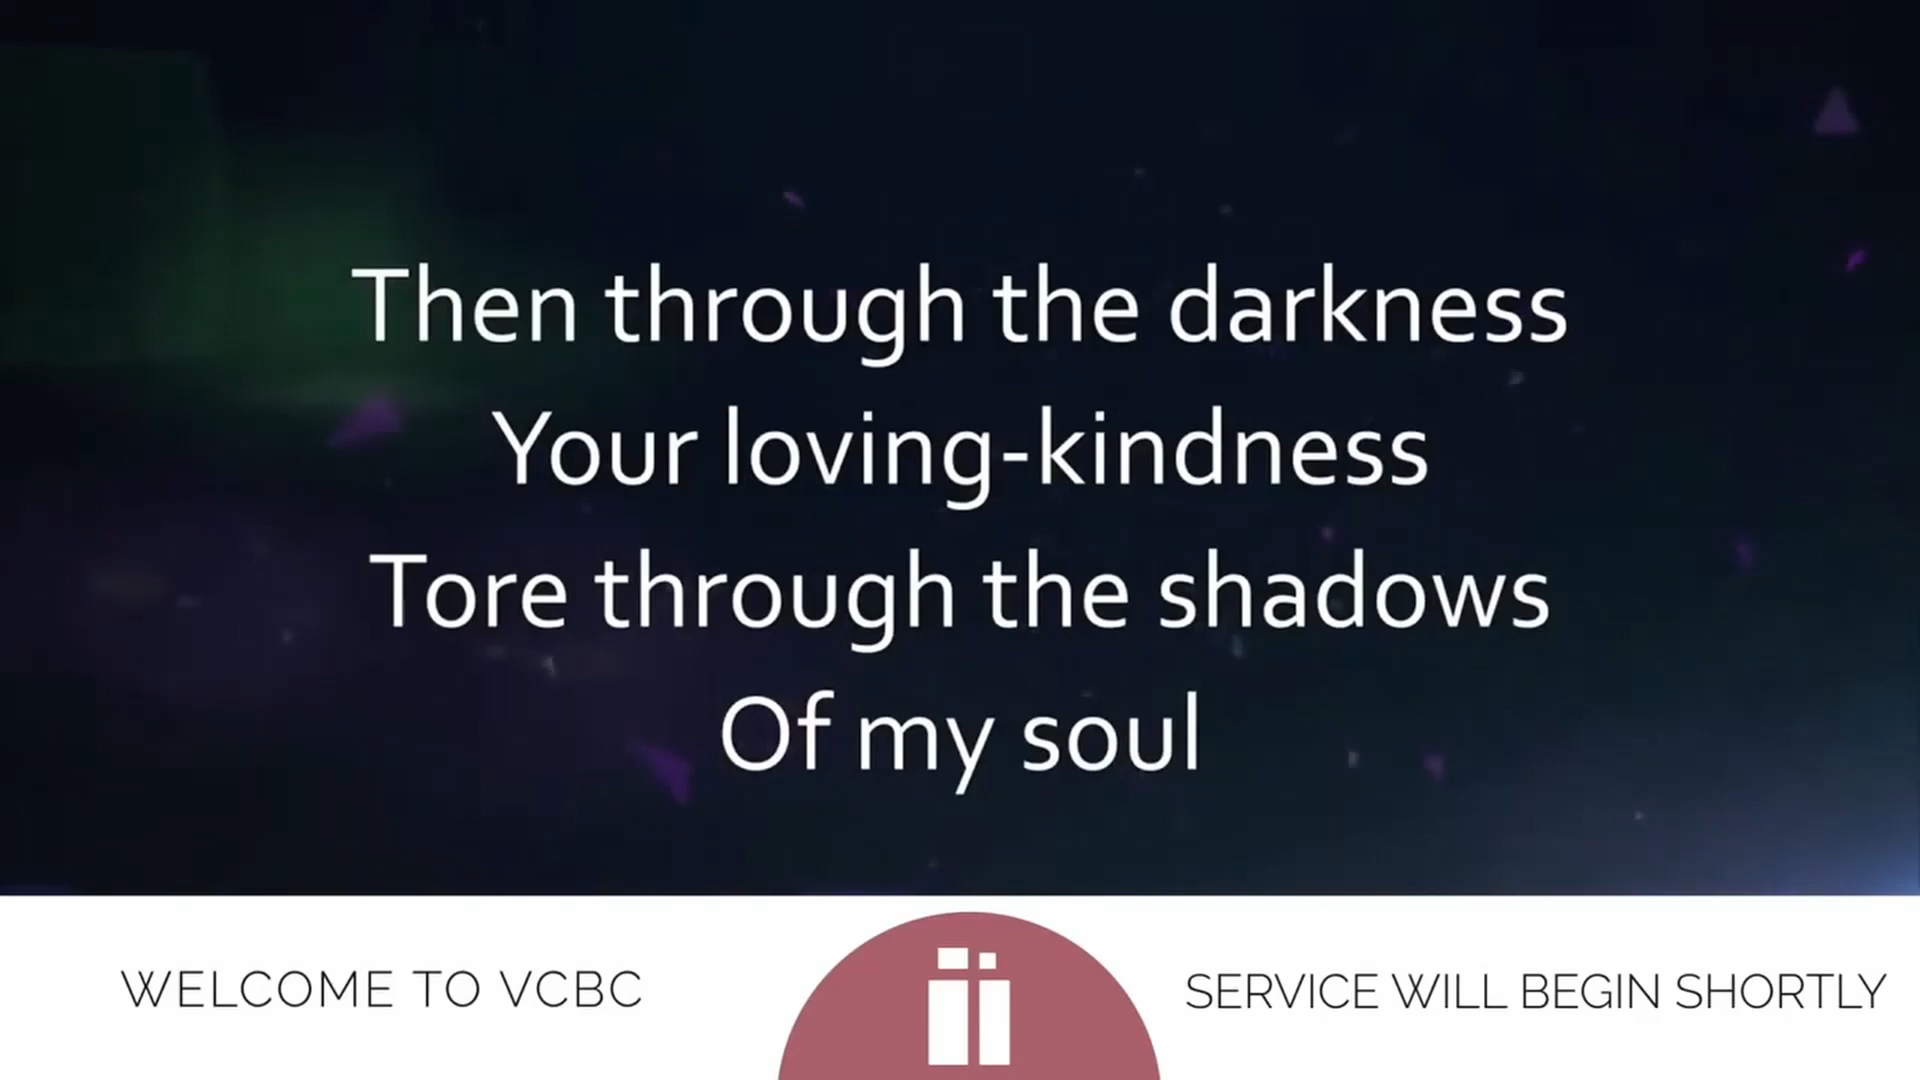 Then through the darkness
Your loving-kindness
Tore through the shadows
Of my soul
WELCOME TO VCBC
SERVICE WILL BEGIN SHORTLY